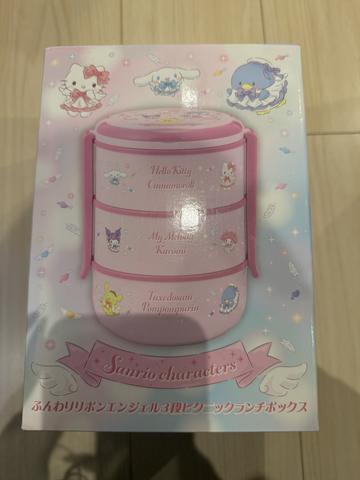 Hello Kitty
Cinnamoroll
My Melody
Kuromi
Tuxedosam
Pompompurin
Sanrio characters
ふんわりリボンエンジェル3段ピクニックランチボックス